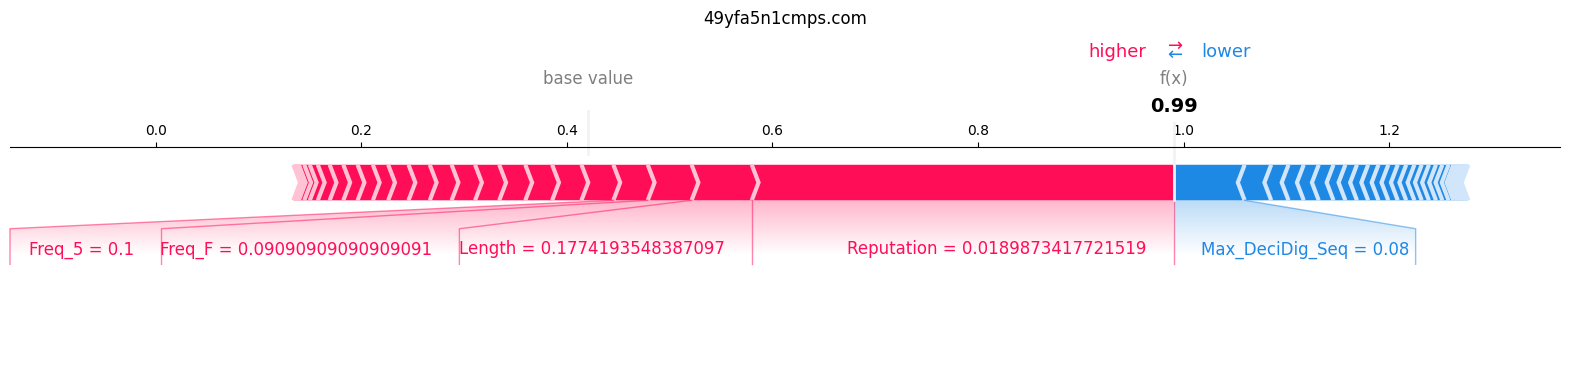 49yfa5n1cmps.com
higher ⇄ lower
base value f(x)
0.99
0.0 0.2 0.4 0.6 0.8 1.0 1.2
Freq_5 = 0.1 Freq_F = 0.09090909090909091 Length = 0.1774193548387097 Reputation = 0.0189873417721519 Max_DeciDig_Seq = 0.08